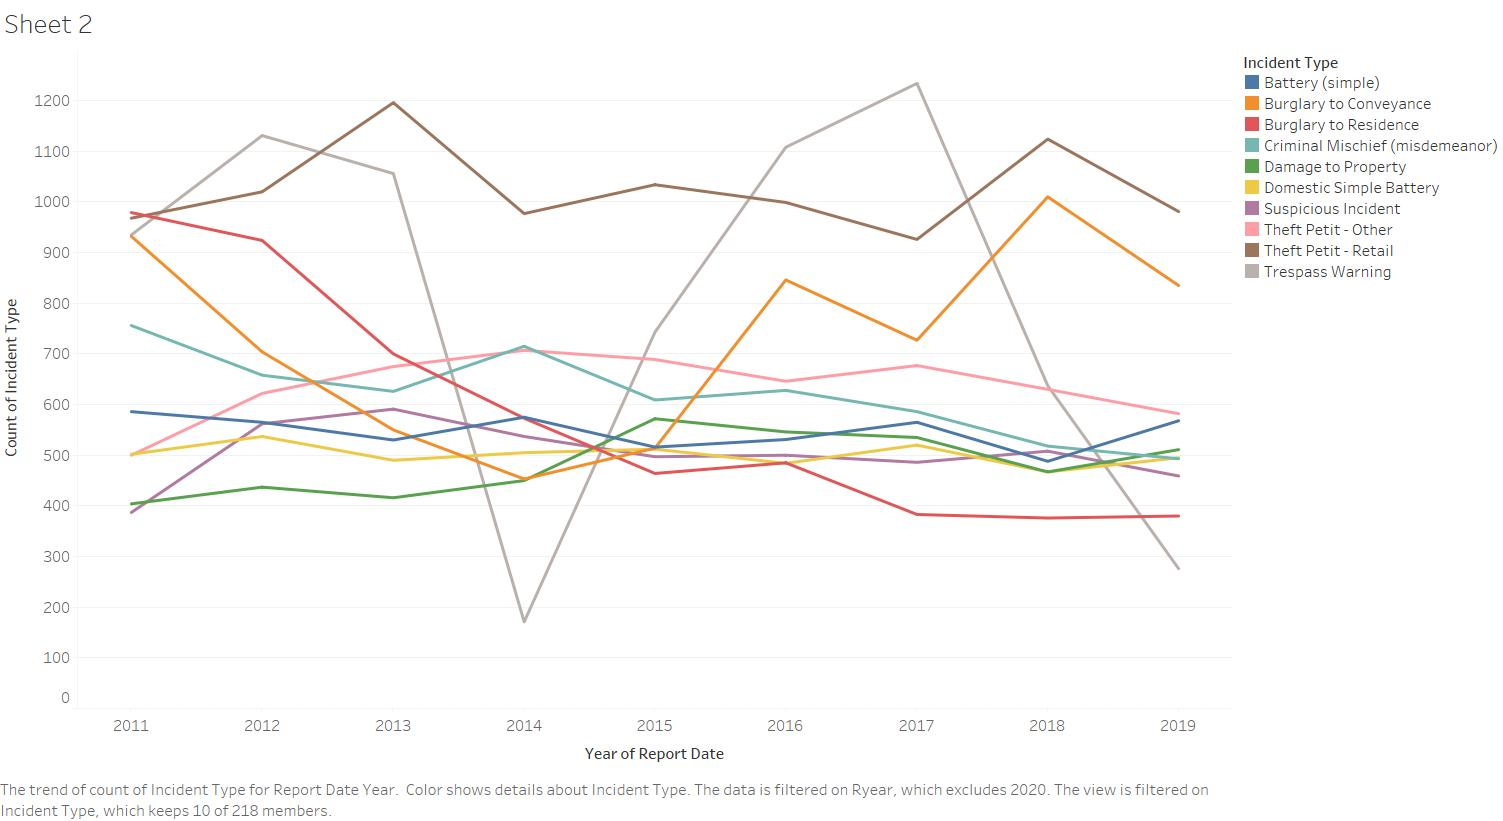 Sheet 2
1200
1100
1000
900
800
700
600
500
400
300
200
100
0
Count of Incident Type
2011 2012 2013 2014 2015 2016 2017 2018 2019
Year of Report Date
Incident Type
Battery (simple)
Burglary to Conveyance
Burglary to Residence
Criminal Mischief (misdemeanor)
Damage to Property
Domestic Simple Battery
Suspicious Incident
Theft Petit - Other
Theft Petit - Retail
Trespass Warning
The trend of count of Incident Type for Report Date Year.  Color shows details about Incident Type. The data is filtered on Ryear, which excludes 2020. The view is filtered on
Incident Type, which keeps 10 of 218 members.